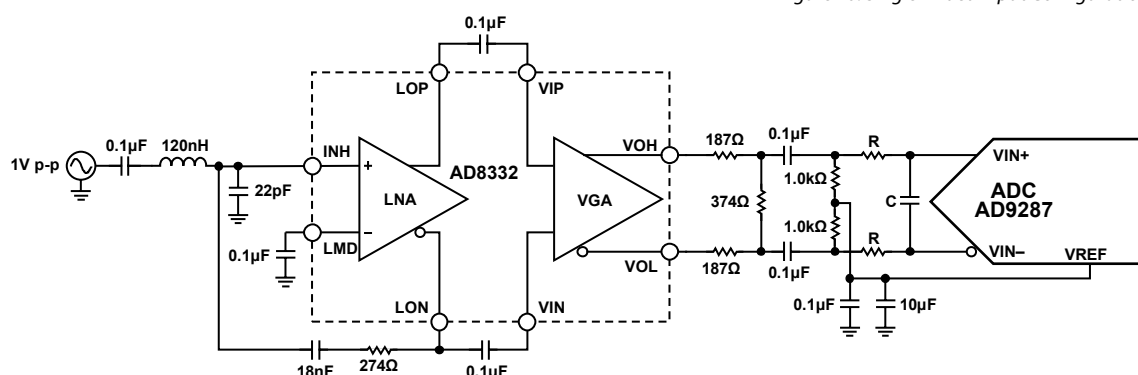 0.1µF
LOP
VIP
0.1µF
120nH
1V p-p
INH
+
22pF
LNA
AD8332
−
LMD
0.1µF
VGA
VOH
VOL
187Ω
0.1µF
R
374Ω
1.0kΩ
1.0kΩ
C
187Ω
0.1µF
R
VIN+
ADC
AD9287
VIN–
VREF
LON
VIN
0.1µF
10µF
18nF
274Ω
0.1µF